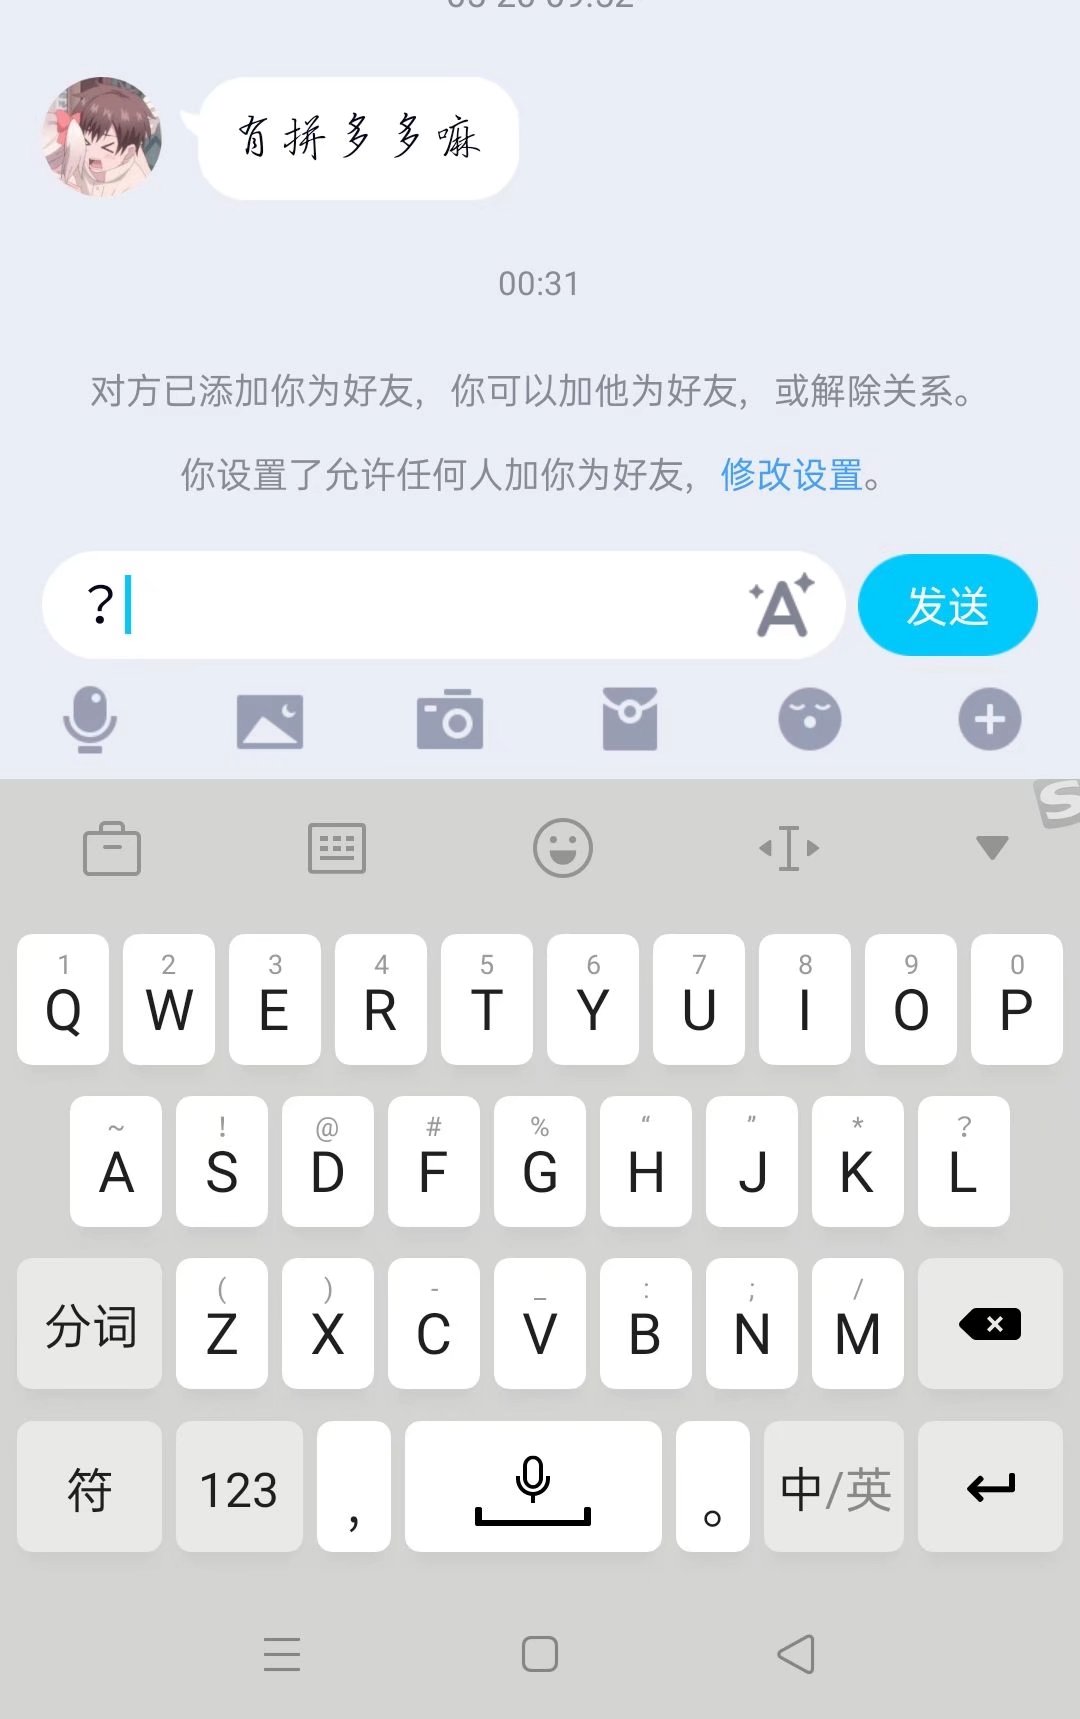 有拼多多嘛
00:31
对方已添加你为好友，你可以加他为好友，或解除关系。
你设置了允许任何人加你为好友，修改设置。
？
发送
1 2 3 4 5 6 7 8 9 0
Q W E R T Y U I O P
~ ! @ # % “ ” * ?
A S D F G H J K L
( ) - _ : ; /
分词 Z X C V B N M
符 123 ， 。 中/英